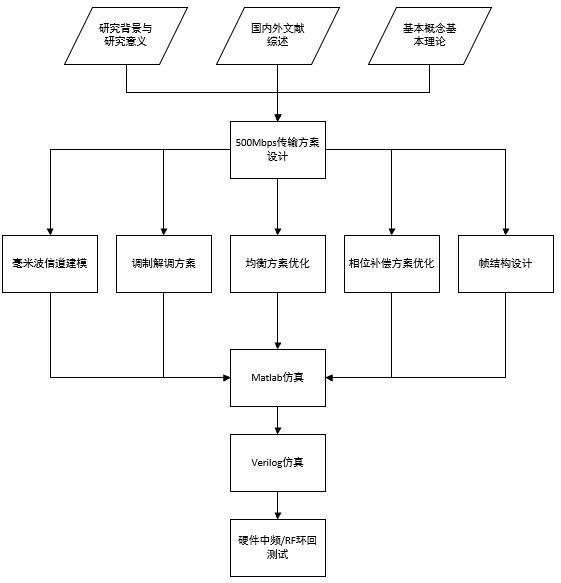 研究背景与
研究意义
国内外文献
综述
基本概念基
本理论
500Mbps传输方案
设计
毫米波信道建模
调制解调方案
均衡方案优化
相位补偿方案优化
帧结构设计
Matlab仿真
Verilog仿真
硬件中频/RF环回
测试